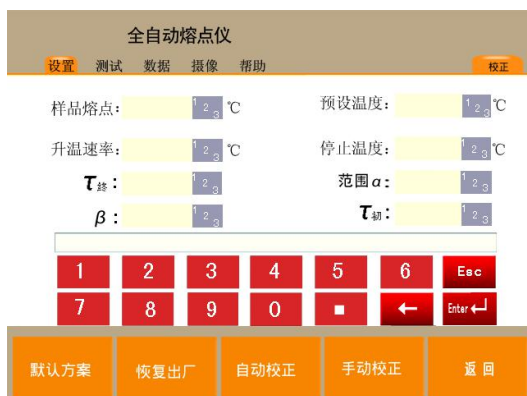 全自动熔点仪
设置 测试 数据 摄像 帮助 校正
样品熔点: 123 ℃ 预设温度: 123 ℃
升温速率: 123 ℃ 停止温度: 123 ℃
τ终: 123 范围α: 123
β: 123 τ初: 123
1 2 3 4 5 6 Esc
7 8 9 0 ■ ← Enter ↵
默认方案 恢复出厂 自动校正 手动校正 返回